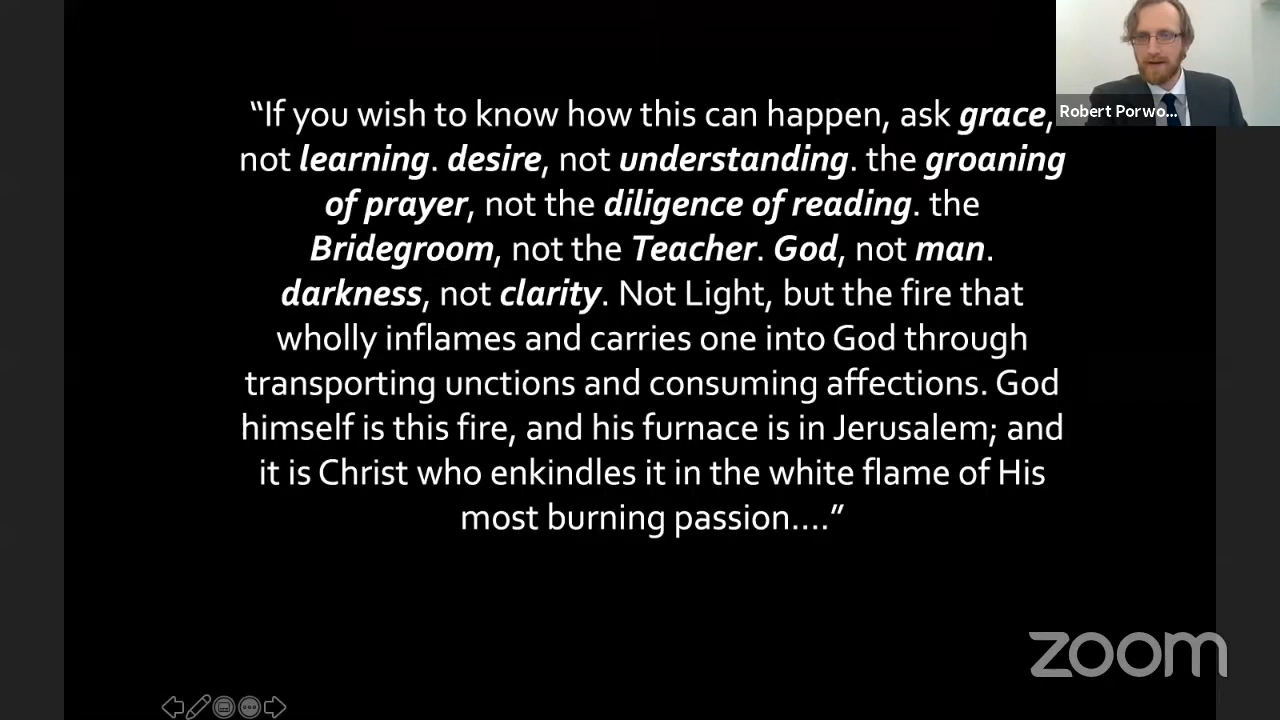 “If you wish to know how this can happen, ask grace,
not learning. desire, not understanding. the groaning
of prayer, not the diligence of reading. the
Bridegroom, not the Teacher. God, not man.
darkness, not clarity. Not Light, but the fire that
wholly inflames and carries one into God through
transporting unctions and consuming affections. God
himself is this fire, and his furnace is in Jerusalem; and
it is Christ who enkindles it in the white flame of His
most burning passion....”
Robert Porwo...
zoom